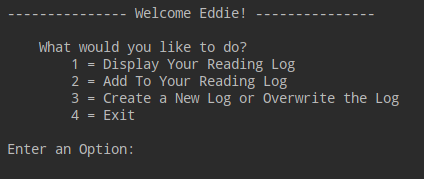 --------------- Welcome Eddie! ---------------
What would you like to do?
1 = Display Your Reading Log
2 = Add To Your Reading Log
3 = Create a New Log or Overwrite the Log
4 = Exit
Enter an Option: